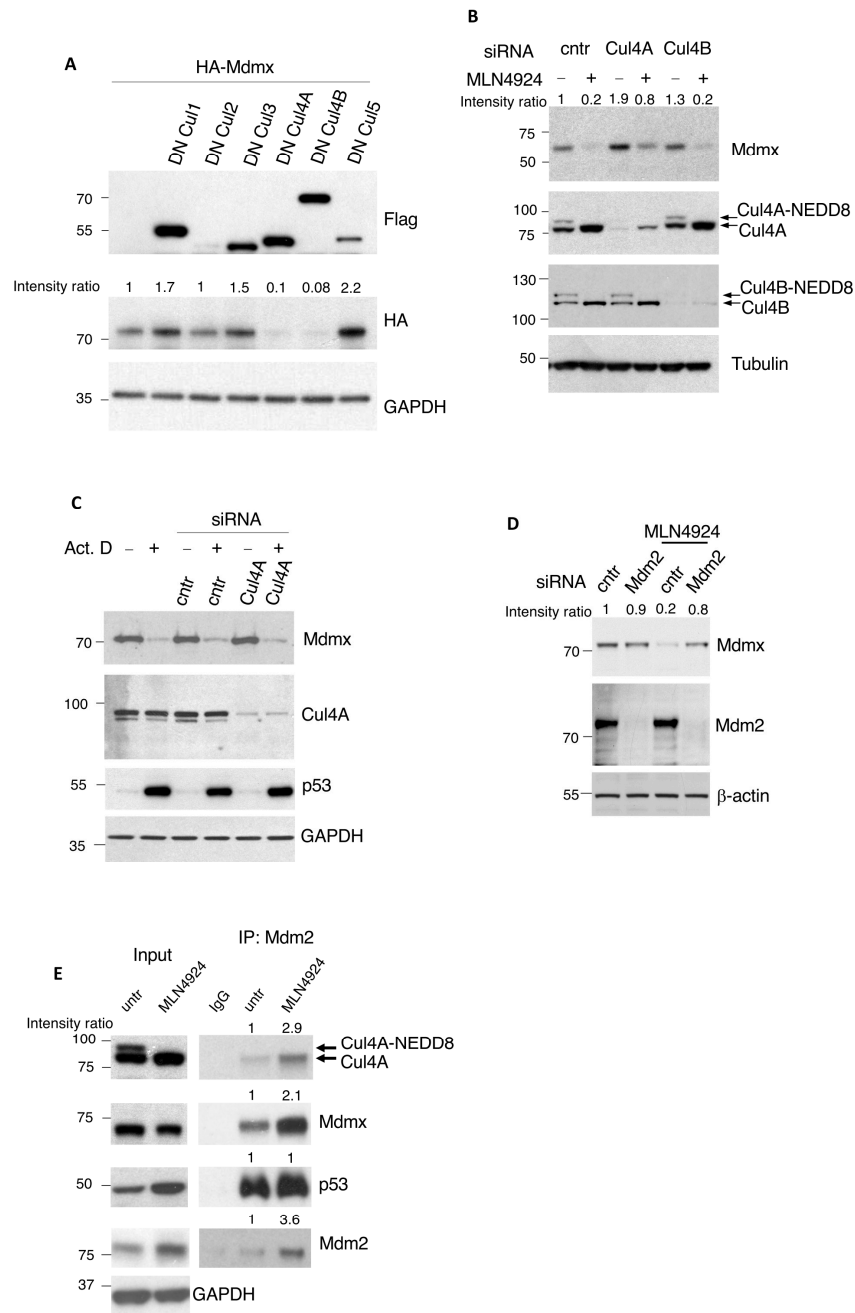 A
HA-Mdmx
DN Cul1
DN Cul2
DN Cul3
DN Cul4A
DN Cul4B
DN Cul5
70
55
Flag
Intensity ratio 1 1.7 1 1.5 0.1 0.08 2.2
HA
70
35
GAPDH
B
siRNA cntr Cul4A Cul4B
MLN4924 – + – + – +
Intensity ratio 1 0.2 1.9 0.8 1.3 0.2
75
50
Mdmx
100
75
Cul4A-NEDD8
Cul4A
130
100
Cul4B-NEDD8
Cul4B
50
Tubulin
C
siRNA
Act. D – + – + – +
cntr
cntr
Cul4A
Cul4A
70
Mdmx
100
Cul4A
55
p53
35
GAPDH
D
MLN4924
siRNA
cntr
Mdm2
cntr
Mdm2
Intensity ratio 1 0.9 0.2 0.8
70
Mdmx
70
Mdm2
55
β-actin
E
Input
IP: Mdm2
untr
MLN4924
IgG
untr
MLN4924
Intensity ratio 1 2.9
100
75
Cul4A-NEDD8
Cul4A
1 2.1
75
Mdmx
1 1
50
p53
1 3.6
75
Mdm2
37
GAPDH